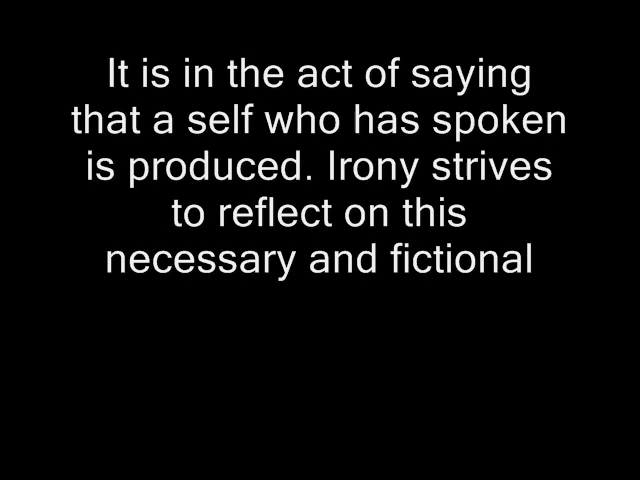 It is in the act of saying
that a self who has spoken
is produced. Irony strives
to reflect on this
necessary and fictional